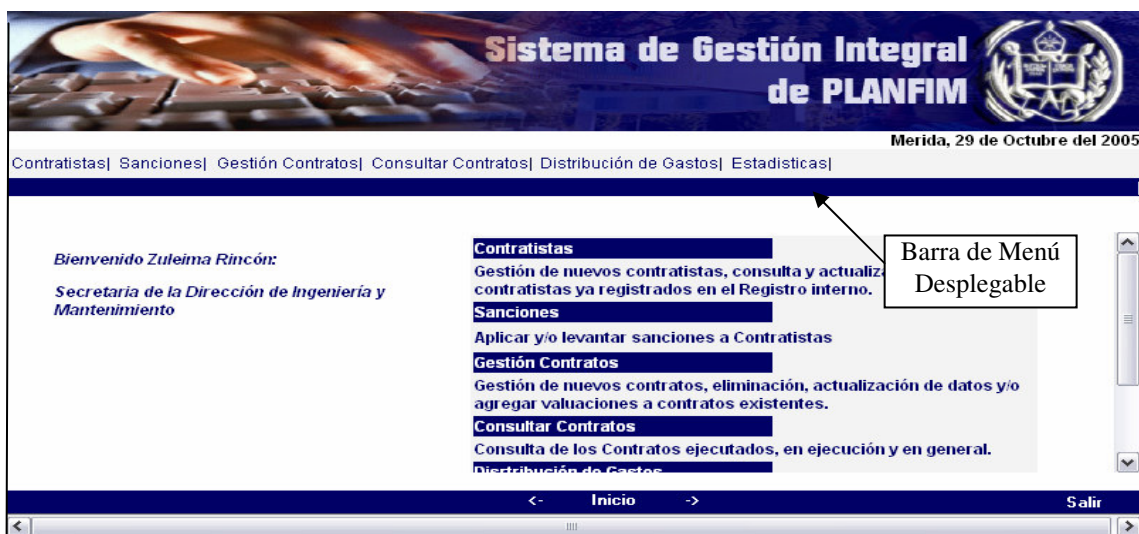 Sistema de Gestión Integral
de PLANFIM
Merida, 29 de Octubre del 2005
Contratistas| Sanciones| Gestión Contratos| Consultar Contratos| Distribución de Gastos| Estadisticas|
Barra de Menú
Desplegable
Bienvenido Zuleima Rincón:
Secretaria de la Dirección de Ingeniería y
Mantenimiento
Contratistas
Gestión de nuevos contratistas, consulta y actualiz
contratistas ya registrados en el Registro interno.
Sanciones
Aplicar y/o levantar sanciones a Contratistas
Gestión Contratos
Gestión de nuevos contratos, eliminación, actualización de datos y/o
agregar valuaciones a contratos existentes.
Consultar Contratos
Consulta de los Contratos ejecutados, en ejecución y en general.
Disrtribución de Gastos
<- Inicio ->
Salir